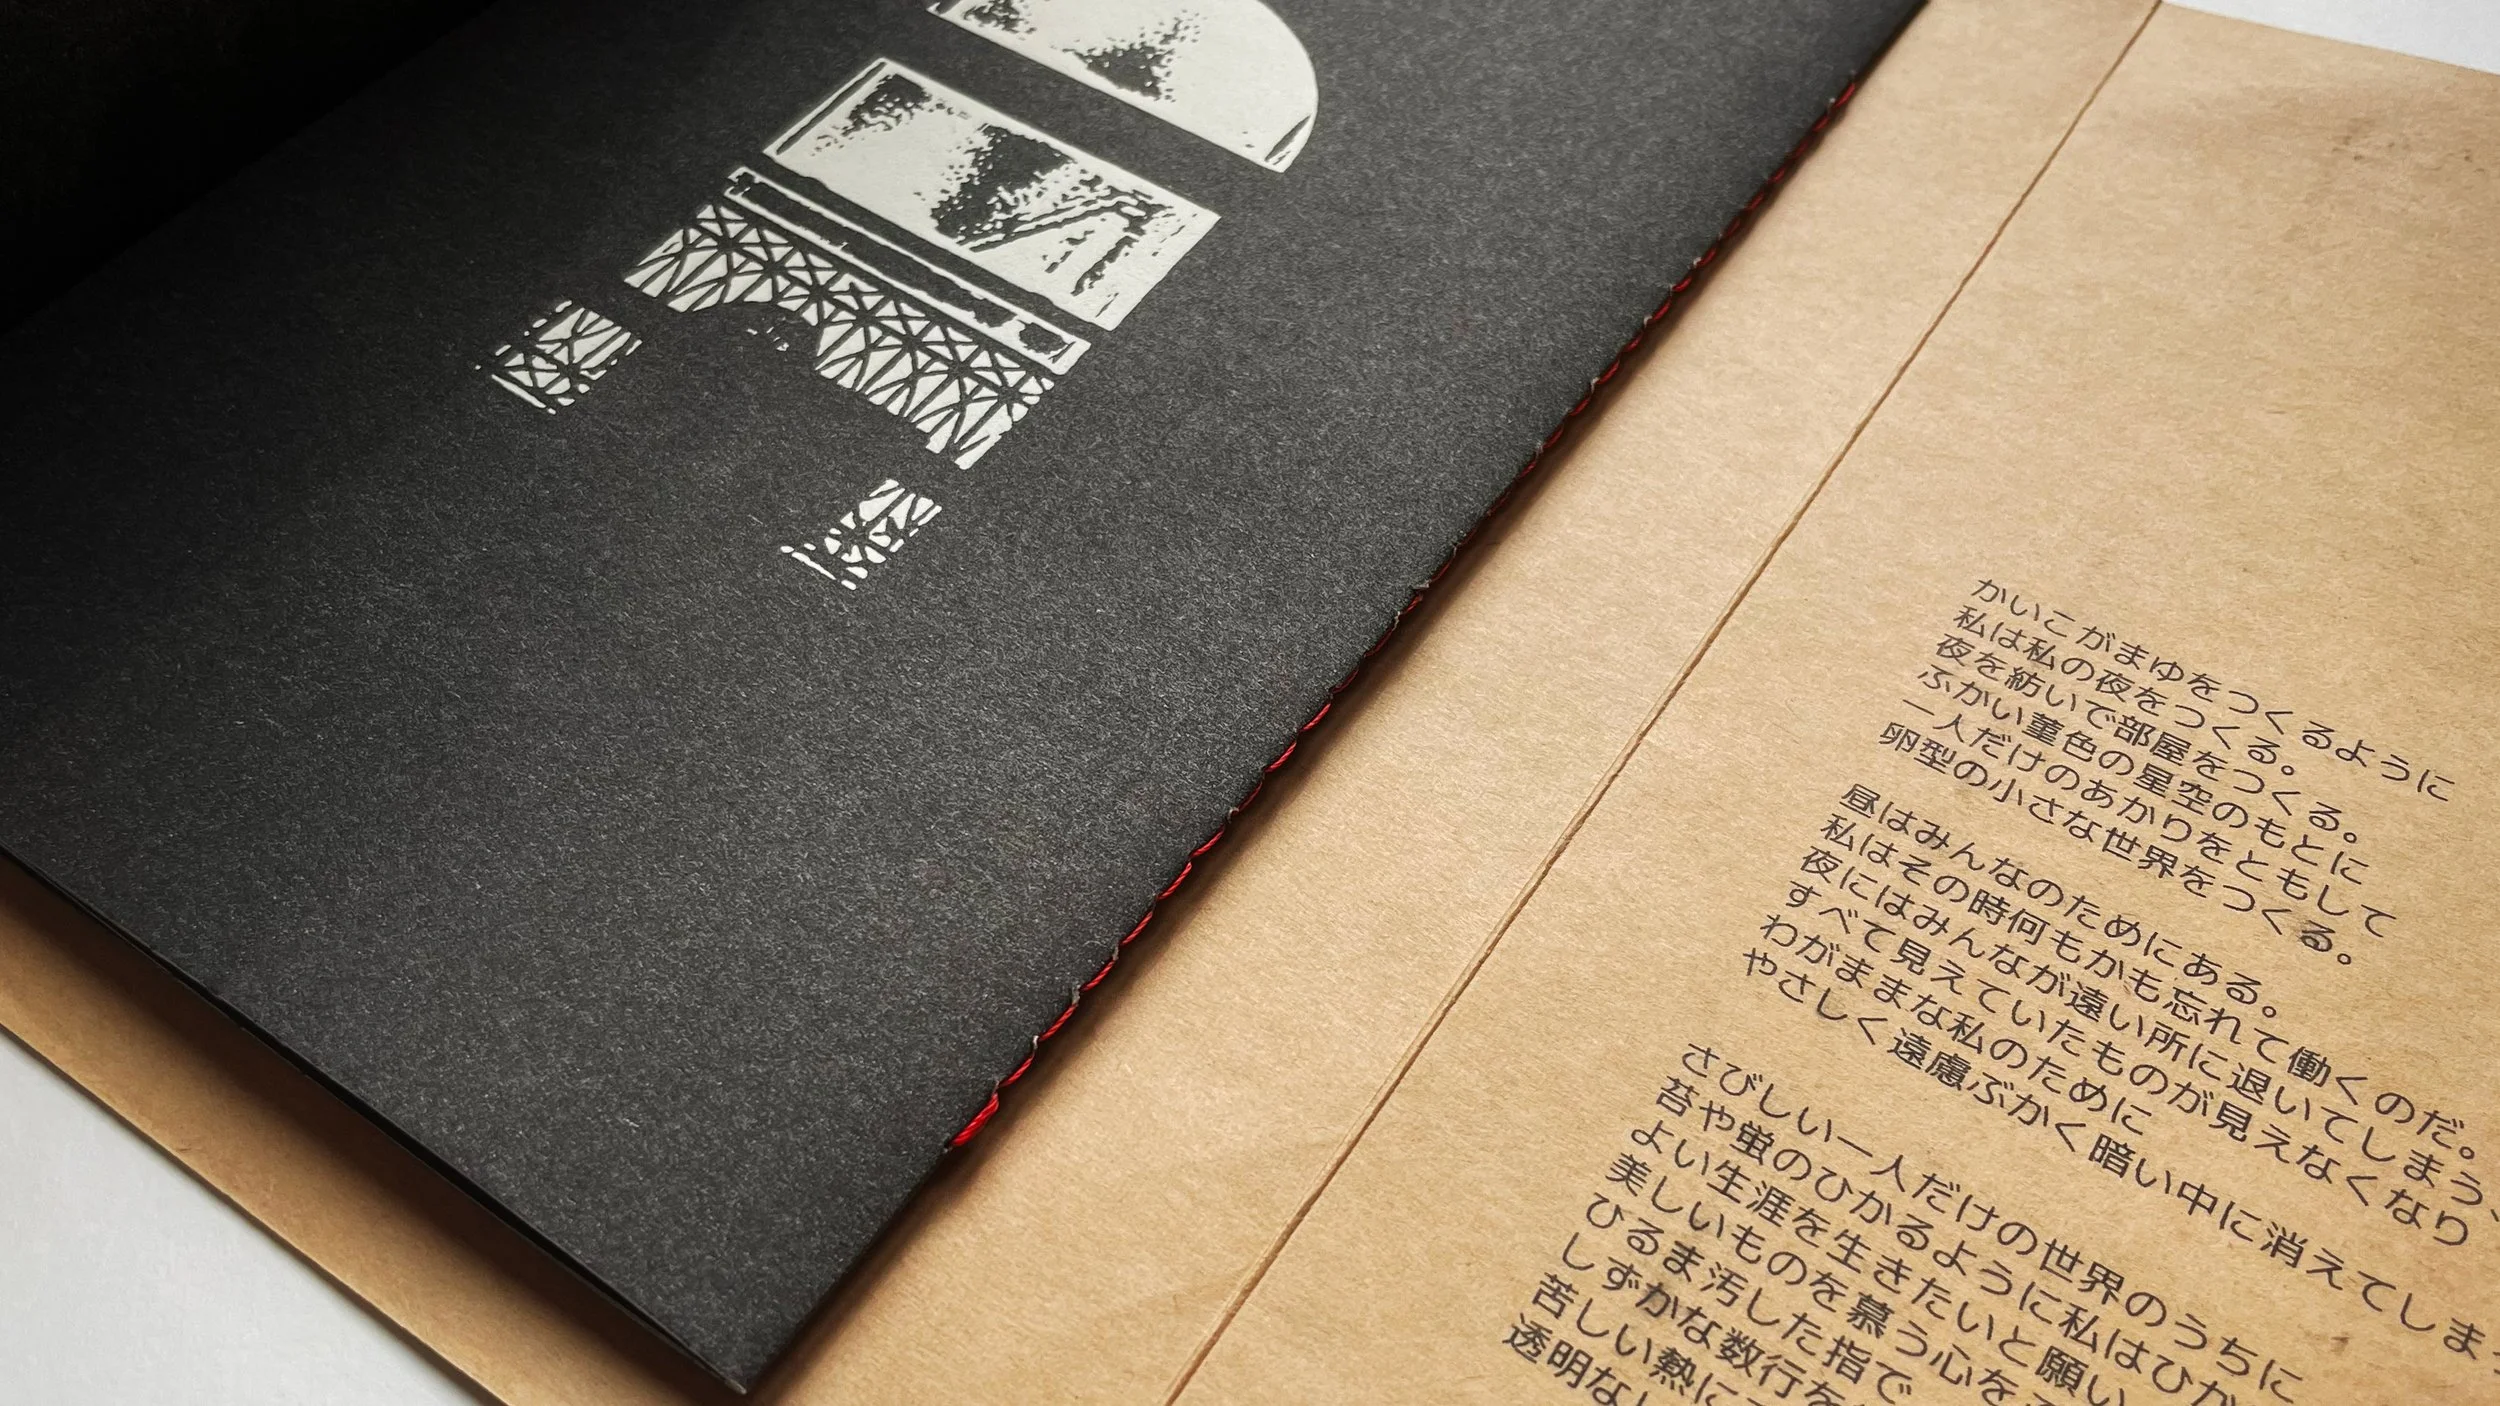 かいこがまゆをつくるように
私は私の夜をつくる。
夜を紡いで部屋をつくる。
ふかい菫色の星空のもとに
一人だけのあかりをともして
卵型の小さな世界をつくる。
昼はみんなのためにある。
私はその時何もかも忘れて働くのだ。
夜にはみんなが遠い所に退いてしまう、
すべて見えていたものが見えなくなり
わがままな私のために
やさしく遠慮ぶかく暗い中に消えてしま
さびしい一人だけの世界のうちに
苔や蛍のひかるように私はひか
よい生涯を生きたいと願い
美しいものを慕う心を
ひるま汚した指で
しずかな数行を
苦しい熱に
透明な